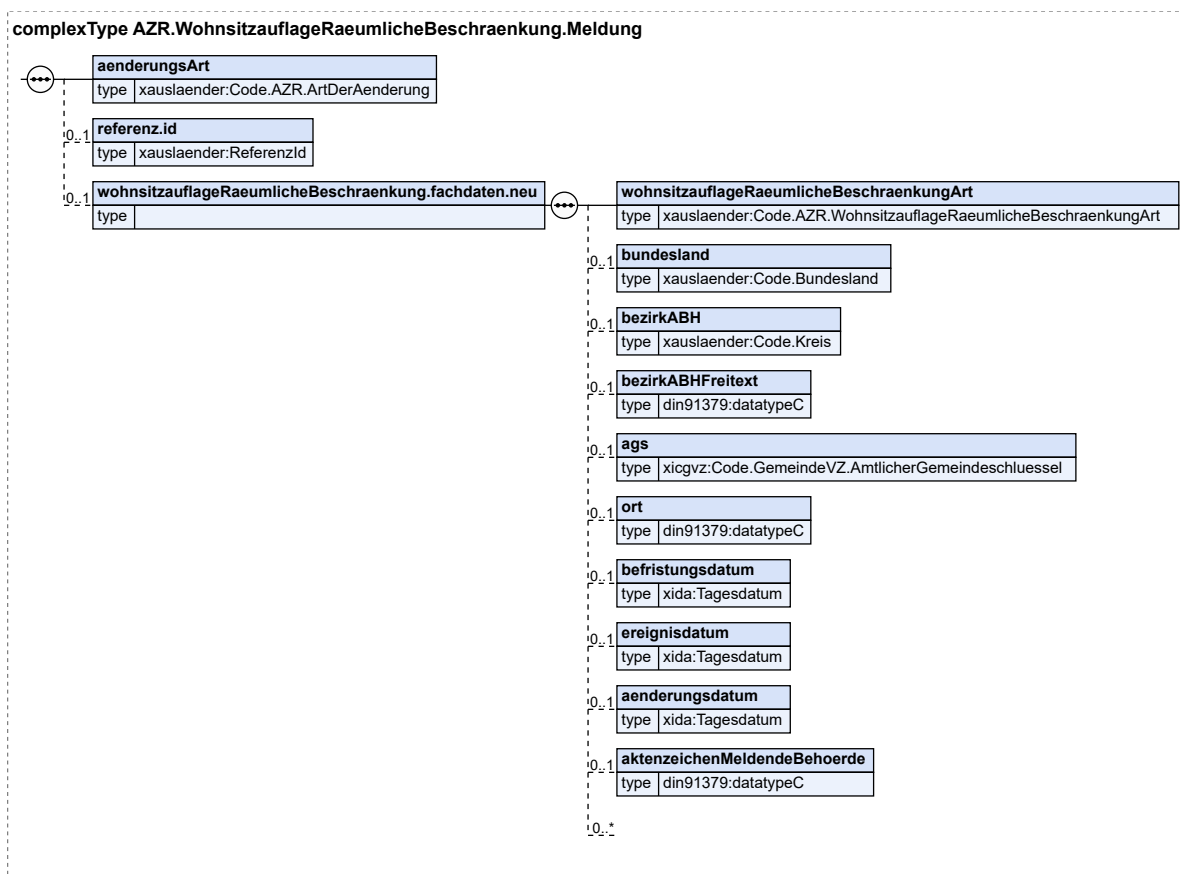 complexType AZR.WohnsitzauflageRaeumlicheBeschraenkung.Meldung
aenderungsArt
type xauslaender:Code.AZR.ArtDerAenderung
0..1
referenz.id
type xauslaender:ReferenzId
0..1
wohnsitzauflageRaeumlicheBeschraenkung.fachdaten.neu
type
wohnsitzauflageRaeumlicheBeschraenkungArt
type xauslaender:Code.AZR.WohnsitzauflageRaeumlicheBeschraenkungArt
0..1
bundesland
type xauslaender:Code.Bundesland
0..1
bezirkABH
type xauslaender:Code.Kreis
0..1
bezirkABHFreitext
type din91379:datatypeC
0..1
ags
type xicgvz:Code.GemeindeVZ.AmtlicherGemeindeschluessel
0..1
ort
type din91379:datatypeC
0..1
befristungsdatum
type xida:Tagesdatum
0..1
ereignisdatum
type xida:Tagesdatum
0..1
aenderungsdatum
type xida:Tagesdatum
0..1
aktenzeichenMeldendeBehoerde
type din91379:datatypeC
0..*